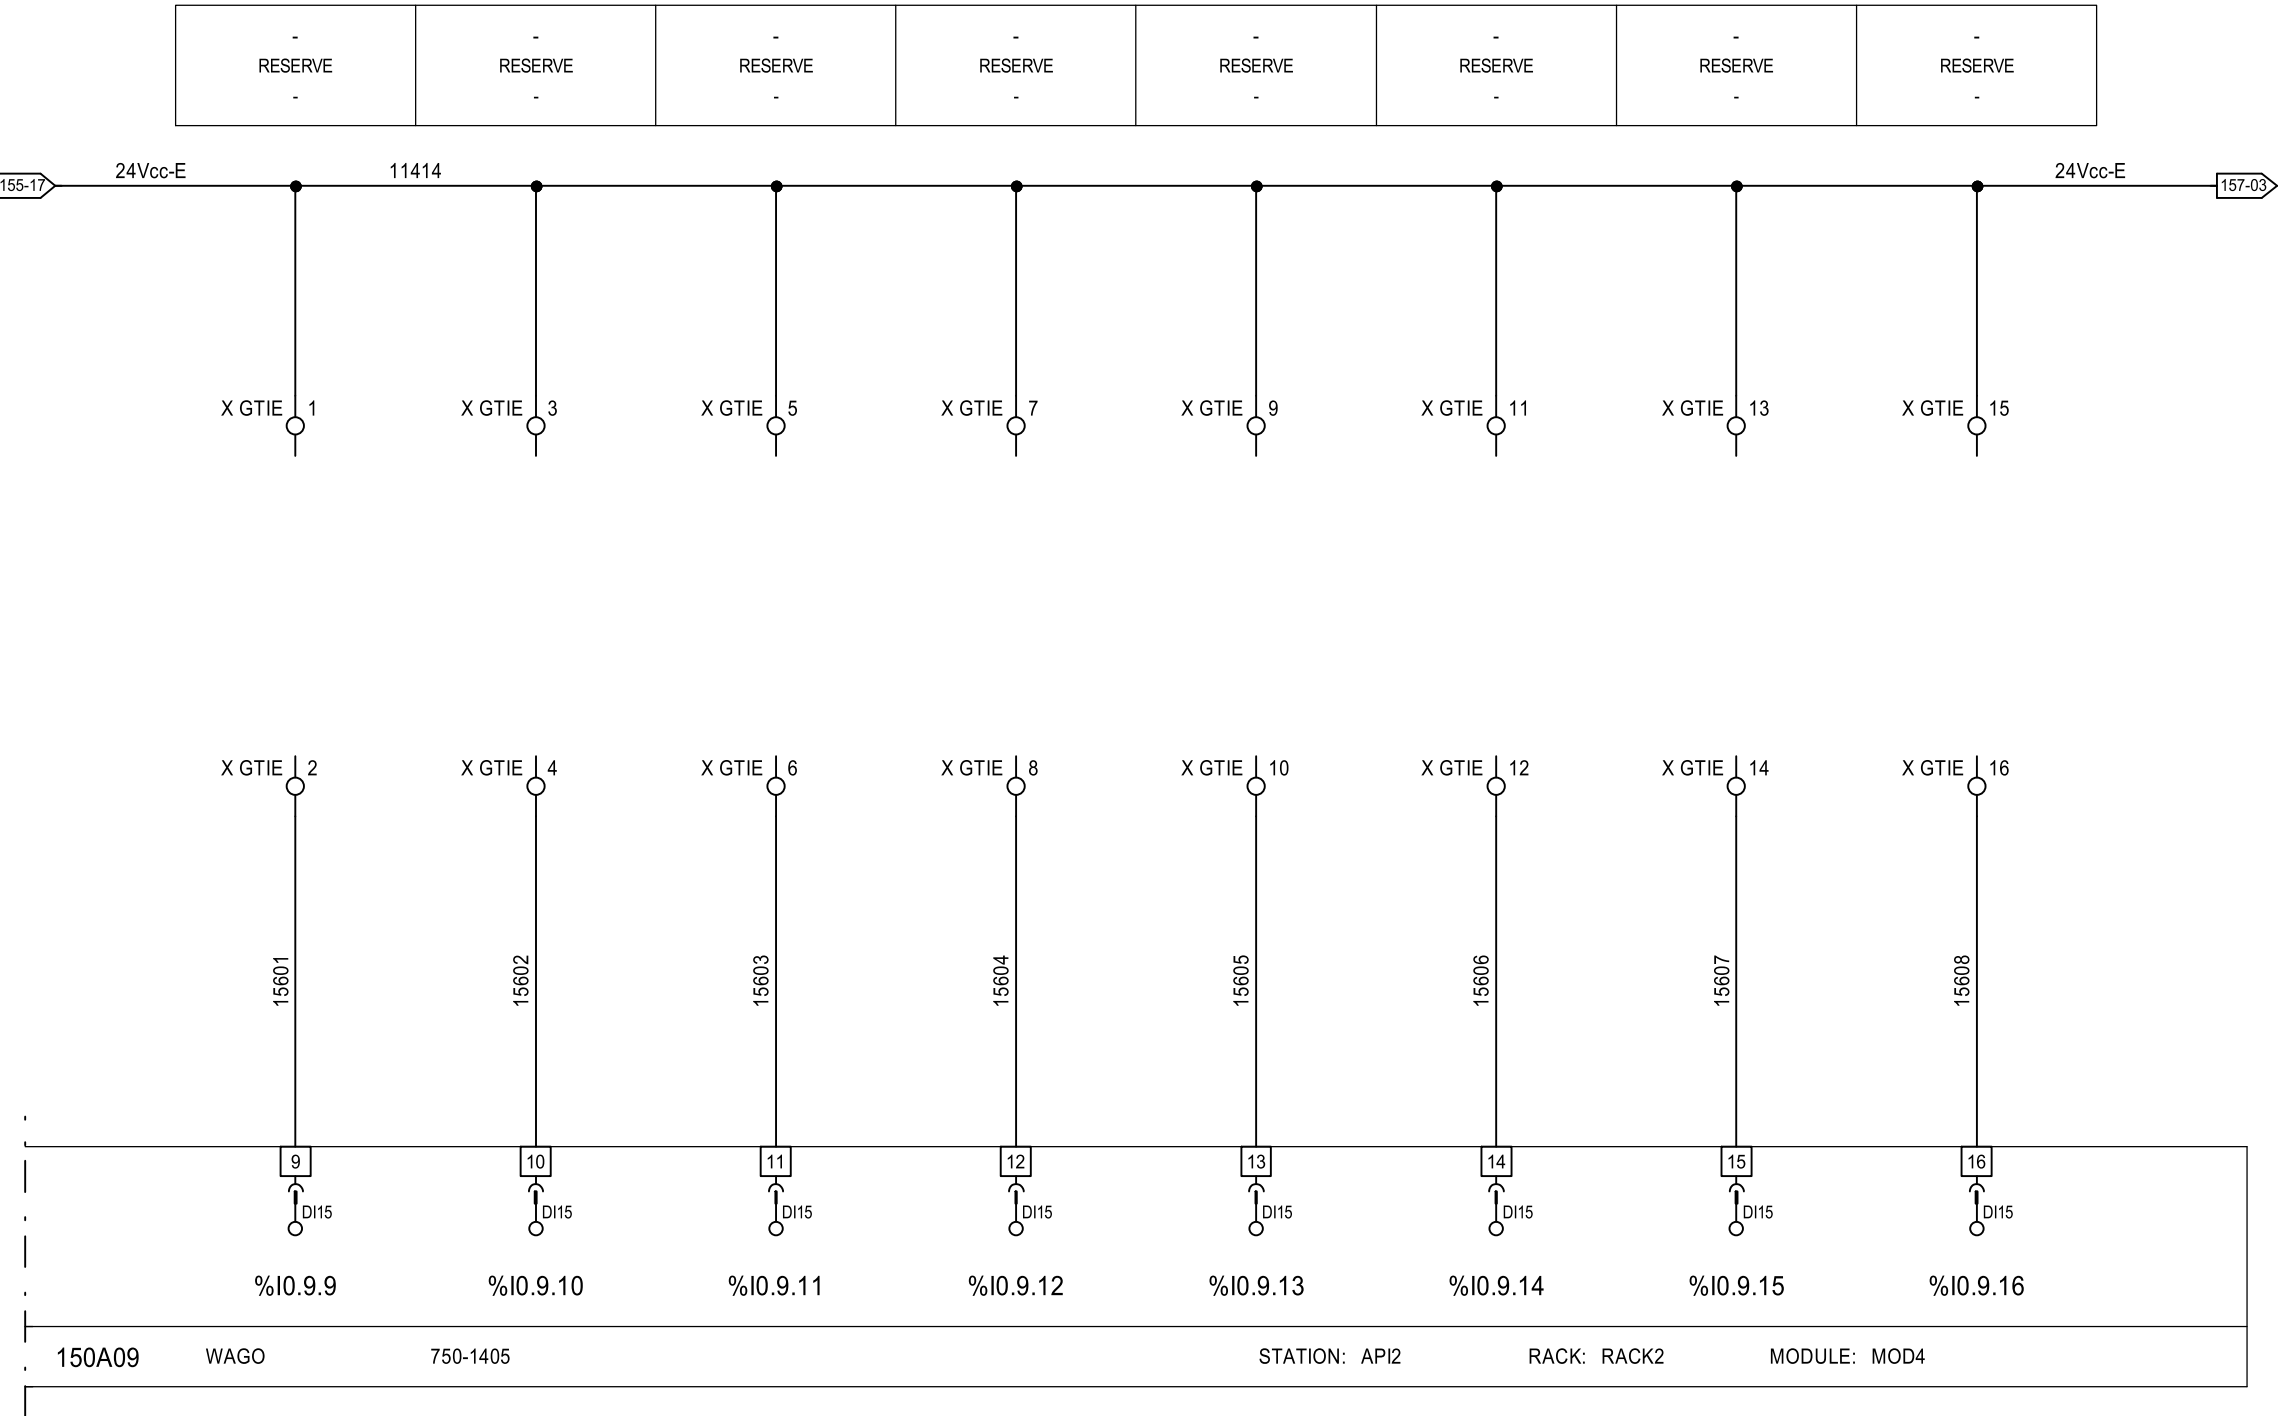 - - - - - - - -
RESERVE RESERVE RESERVE RESERVE RESERVE RESERVE RESERVE RESERVE
- - - - - - - -
24Vcc-E 11414 24Vcc-E
155-17 157-03
X GTIE 1 X GTIE 3 X GTIE 5 X GTIE 7 X GTIE 9 X GTIE 11 X GTIE 13 X GTIE 15
X GTIE 2 X GTIE 4 X GTIE 6 X GTIE 8 X GTIE 10 X GTIE 12 X GTIE 14 X GTIE 16
15601 15602 15603 15604 15605 15606 15607 15608
9 10 11 12 13 14 15 16
DI15 DI15 DI15 DI15 DI15 DI15 DI15 DI15
%I0.9.9 %I0.9.10 %I0.9.11 %I0.9.12 %I0.9.13 %I0.9.14 %I0.9.15 %I0.9.16
150A09 WAGO 750-1405 STATION: API2 RACK: RACK2 MODULE: MOD4